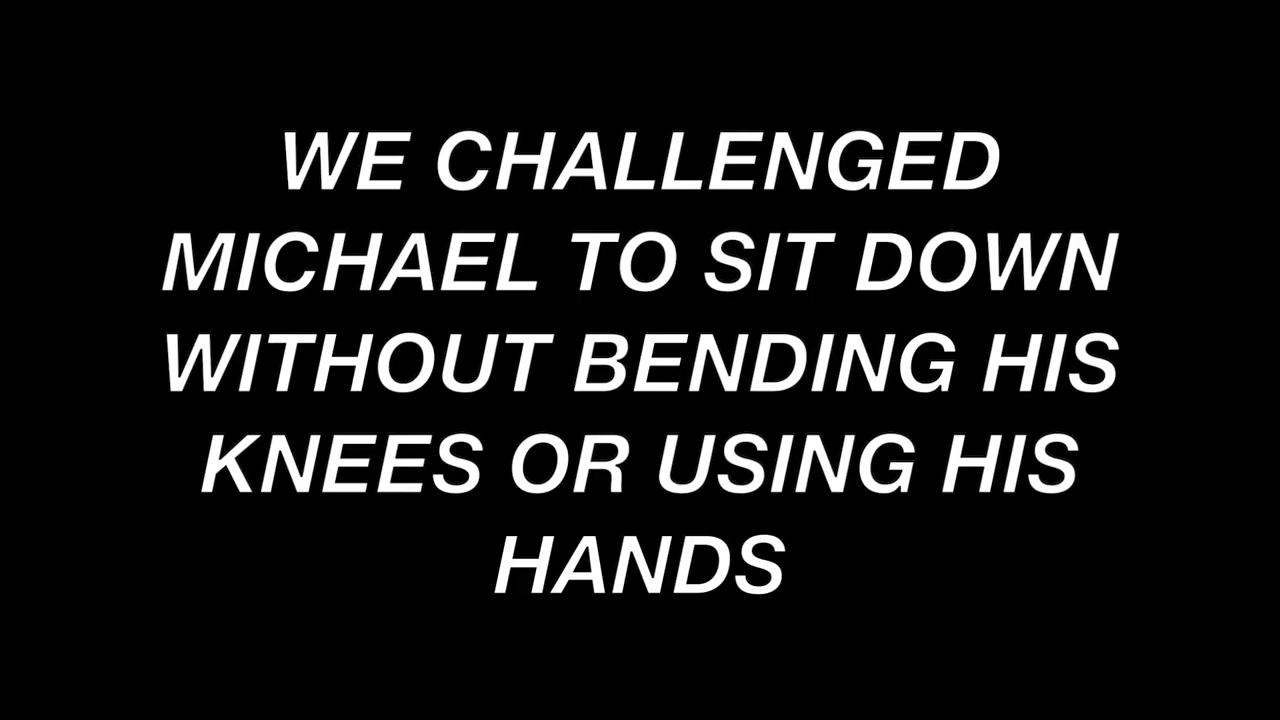 WE CHALLENGED
MICHAEL TO SIT DOWN
WITHOUT BENDING HIS
KNEES OR USING HIS
HANDS